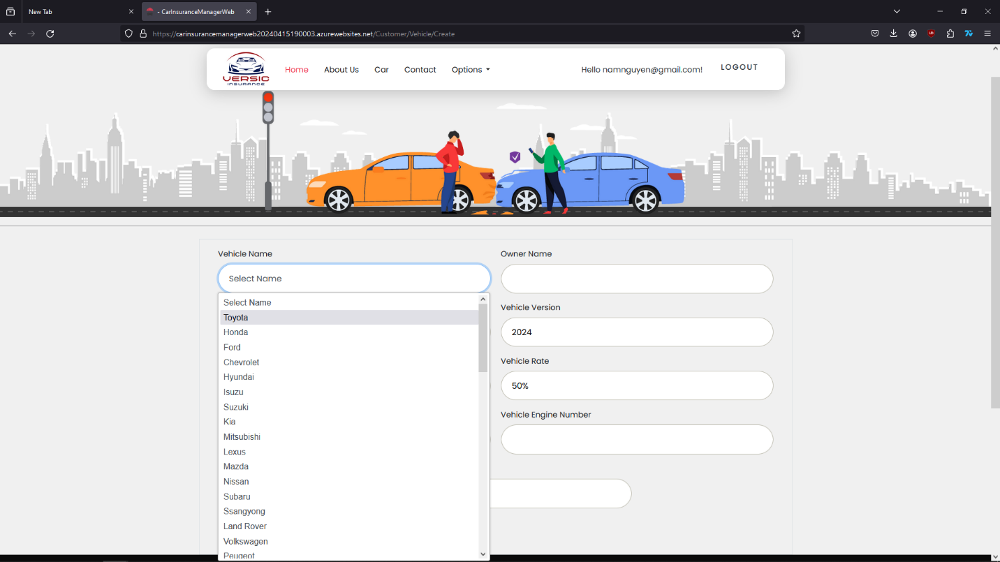 New Tab
- CarInsuranceManagerWeb
https://carinsurancemanagerweb20240415190003.azurewebsites.net/Customer/Vehicle/Create
VERSIC
INSURANCE
Home
About Us
Car
Contact
Options
Hello namnguyen@gmail.com!
LOGOUT
Vehicle Name
Owner Name
Select Name
Select Name
Toyota
Honda
Ford
Chevrolet
Hyundai
Isuzu
Suzuki
Kia
Mitsubishi
Lexus
Mazda
Nissan
Subaru
Ssangyong
Land Rover
Volkswagen
Peugeot
Vehicle Version
2024
Vehicle Rate
50%
Vehicle Engine Number